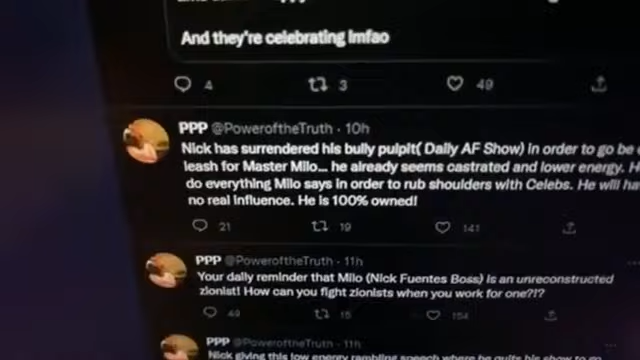 And they're celebrating lmfao
4 3 49
PPP @PoweroftheTruth · 10h
Nick has surrendered his bully pulpit( Daily AF Show) in order to go be
leash for Master Milo... he already seems castrated and lower energy. H
do everything Milo says in order to rub shoulders with Celebs. He will ha
no real influence. He is 100% owned!
21 19 141
PPP @PoweroftheTruth · 11h
Your daily reminder that Milo (Nick Fuentes Boss) is an unreconstructed
zionist! How can you fight zionists when you work for one?!?
49 15 154
PPP @PoweroftheTruth · 11h
Nick giving this low energy rambling speech where he quits his show to go